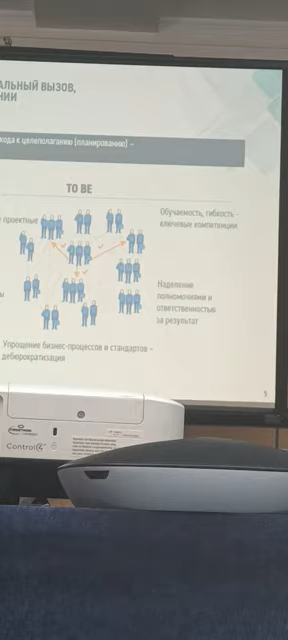 АЛЬНЫЙ ВЫЗОВ,
НИИ
хода к целеполаганию (планированию) –
TO BE
проектные
Обучаемость, гибкость -
ключевые компетенции
Наделение
полномочиями и
ответственностью
за результат
ы
Упрощение бизнес-процессов и стандартов –
дебюрократизация
5
Control4